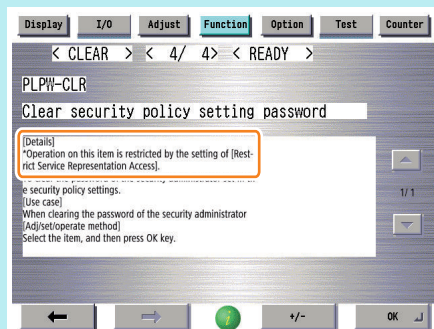 Display I/O Adjust Function Option Test Counter
< CLEAR > < 4/ 4> < READY >
PLPW-CLR
Clear security policy setting password
[Details]
*Operation on this item is restricted by the setting of [Rest-
rict Service Representation Access].
e security policy settings.
[Use case]
When clearing the password of the security administrator
[Adj/set/operate method]
Select the item, and then press OK key.
1/1
+/- OK